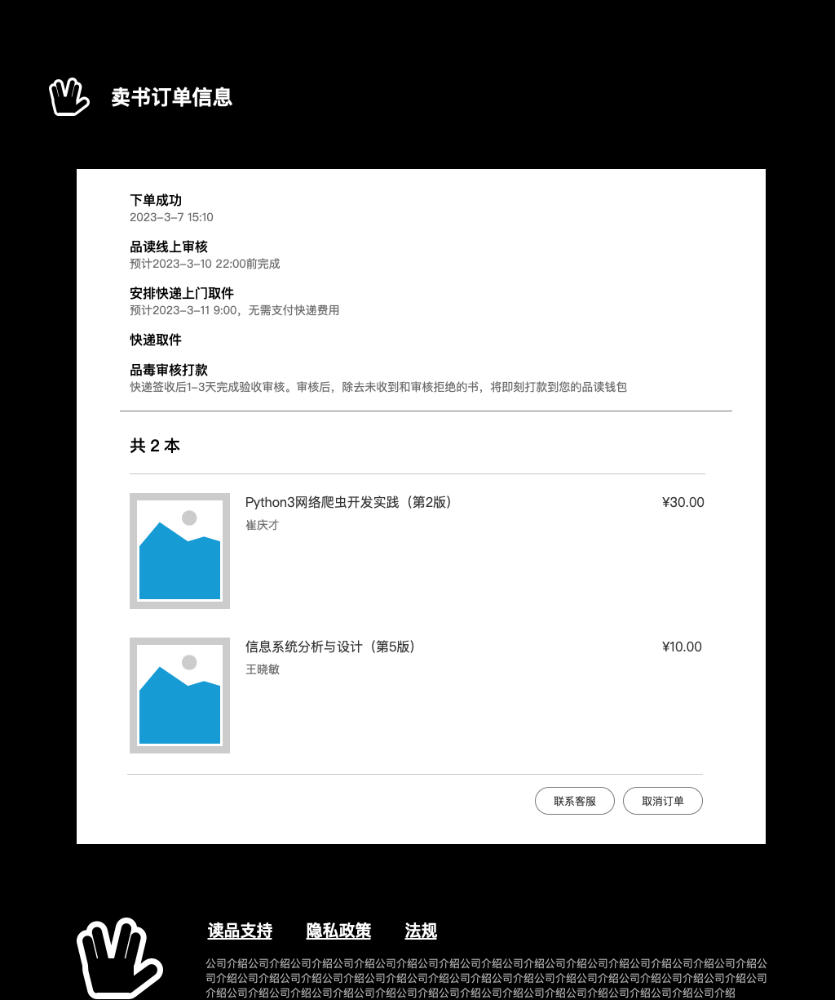 卖书订单信息
下单成功
2023-3-7 15:10
品读线上审核
预计2023-3-10 22:00前完成
安排快递上门取件
预计2023-3-11 9:00，无需支付快递费用
快递取件
品毒审核打款
快递签收后1-3天完成验收审核。审核后，除去未收到和审核拒绝的书，将即刻打款到您的品读钱包
共 2 本
Python3网络爬虫开发实践（第2版） ¥30.00
崔庆才
信息系统分析与设计（第5版） ¥10.00
王晓敏
联系客服 取消订单
读品支持 隐私政策 法规
公司介绍公司介绍公司介绍公司介绍公司介绍公司介绍公司介绍公司介绍公司介绍公司介绍公司介绍公司介绍公司介绍公
司介绍公司介绍公司介绍公司介绍公司介绍公司介绍公司介绍公司介绍公司介绍公司介绍公司介绍公司介绍公司介绍公司
介绍公司介绍公司介绍公司介绍公司介绍公司介绍公司介绍公司介绍公司介绍公司介绍公司介绍公司介绍公司介绍